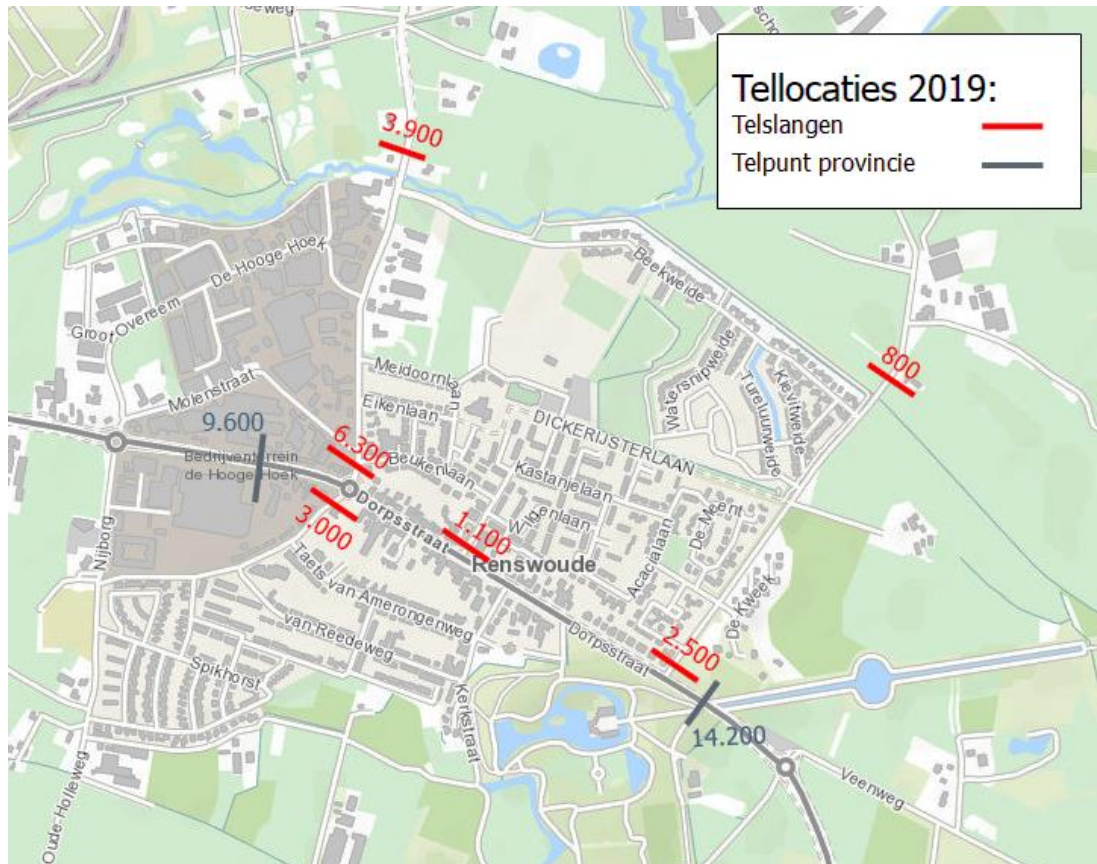 deweg
scho
Tellocaties 2019:
Telslangen
Telpunt provincie
3.900
De Hooge Hoek
Groot Overeem
Beekweide
Molenstraat
Meidoornlaan
Eikenlaan
Watersnipweide
Tureluurweide
Kievitweide
800
9.600
Bedrijventerrein
de Hooge Hoek
6.300
Beukenlaan
DICKERIJSTERLAAN
Kastanjelaan
Wilgenlaan
De Meent
3.000
Dorpsstraat
1.100
Renswoude
Acacialaan
De Kweek
Nijborg
Taets van Amerongenweg
van Reedeweg
Spikhorst
Dorpsstraat
2.500
Kerkstraat
14.200
Veenweg
Oude-Holleweg